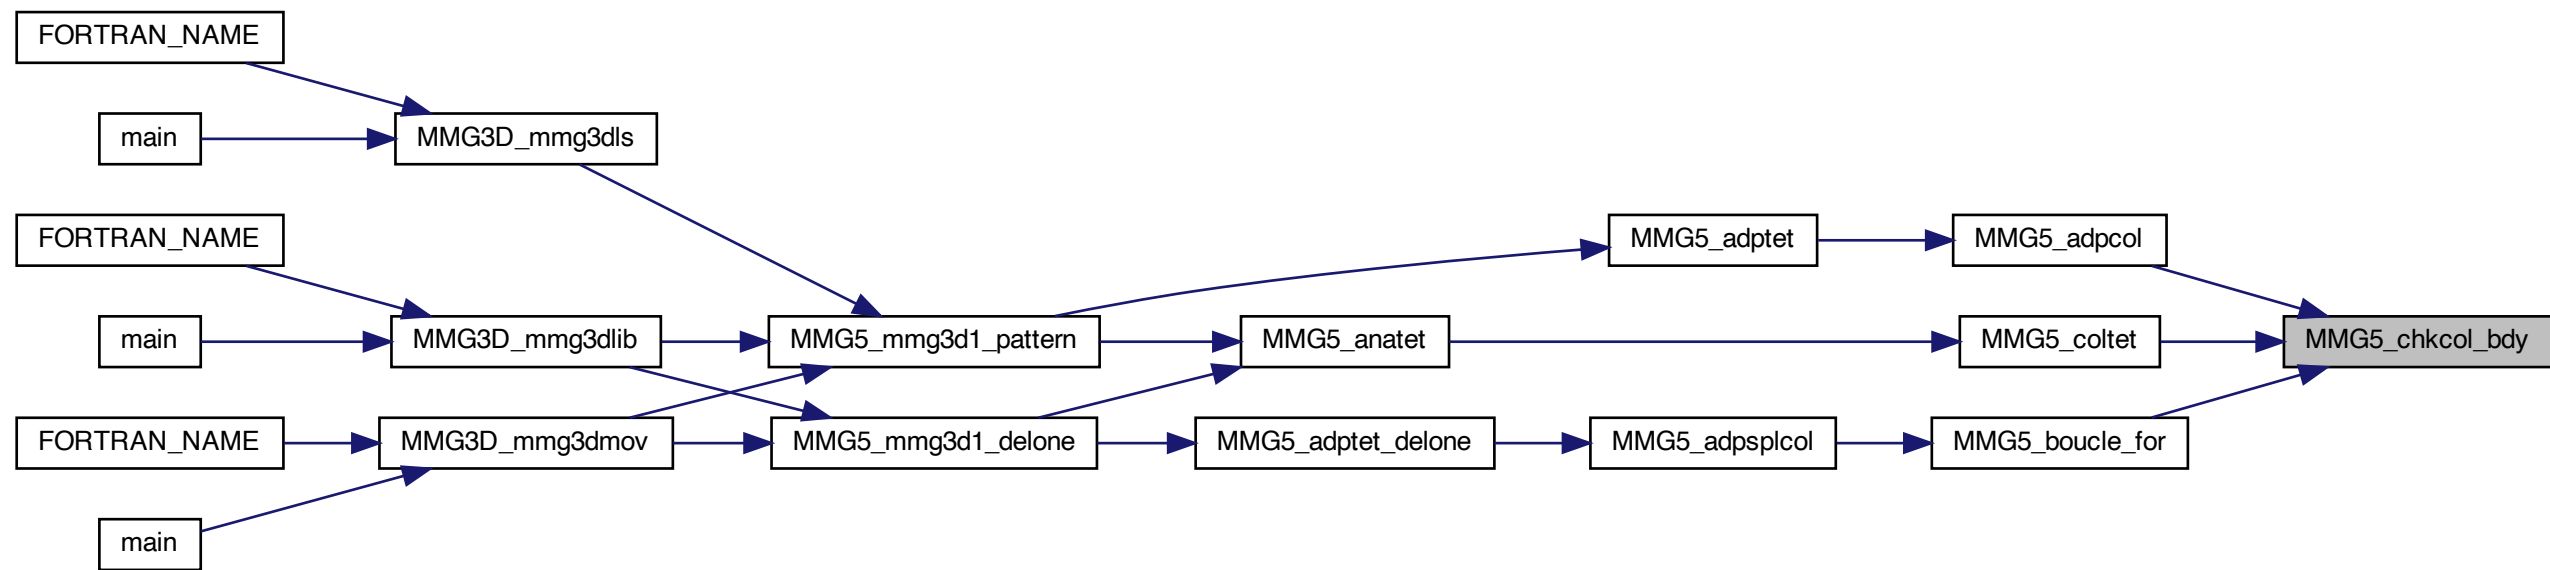 FORTRAN_NAME
main
MMG3D_mmg3dls
FORTRAN_NAME
MMG5_adptet
MMG5_adpcol
main
MMG3D_mmg3dlib
MMG5_mmg3d1_pattern
MMG5_anatet
MMG5_coltet
MMG5_chkcol_bdy
FORTRAN_NAME
MMG3D_mmg3dmov
MMG5_mmg3d1_delone
MMG5_adptet_delone
MMG5_adpsplcol
MMG5_boucle_for
main